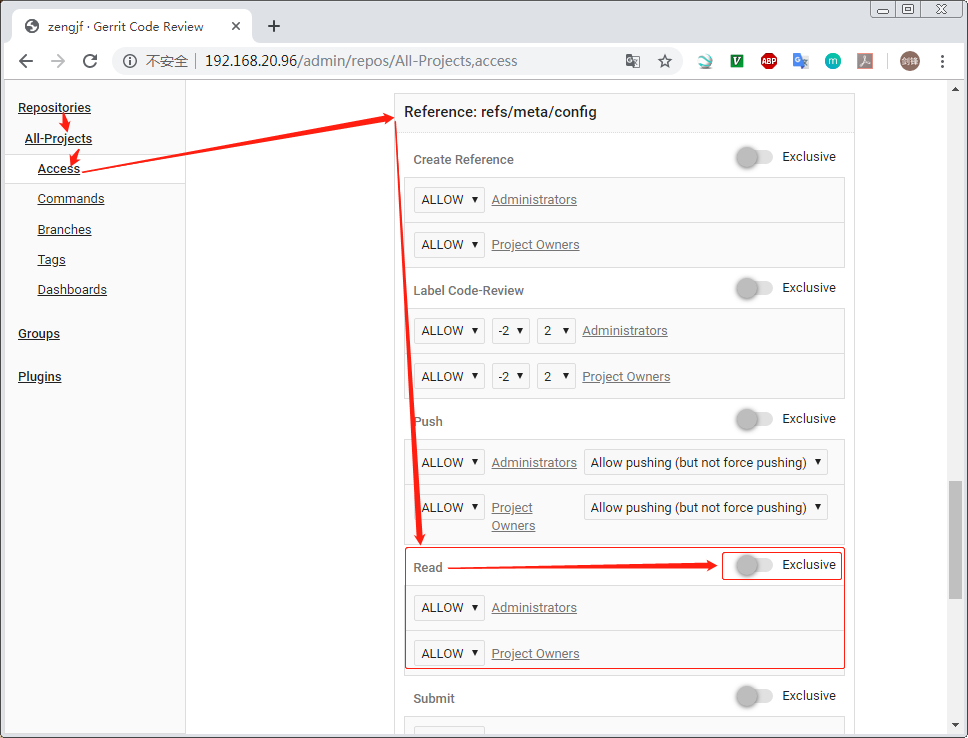 zengjf · Gerrit Code Review
不安全 192.168.20.96/admin/repos/All-Projects,access
ABP
m
剑锋
Repositories
All-Projects
Access
Commands
Branches
Tags
Dashboards
Groups
Plugins
Reference: refs/meta/config
Create Reference Exclusive
ALLOW Administrators
ALLOW Project Owners
Label Code-Review Exclusive
ALLOW -2 2 Administrators
ALLOW -2 2 Project Owners
Push Exclusive
ALLOW Administrators Allow pushing (but not force pushing)
ALLOW Project Allow pushing (but not force pushing)
Owners
Read Exclusive
ALLOW Administrators
ALLOW Project Owners
Submit Exclusive